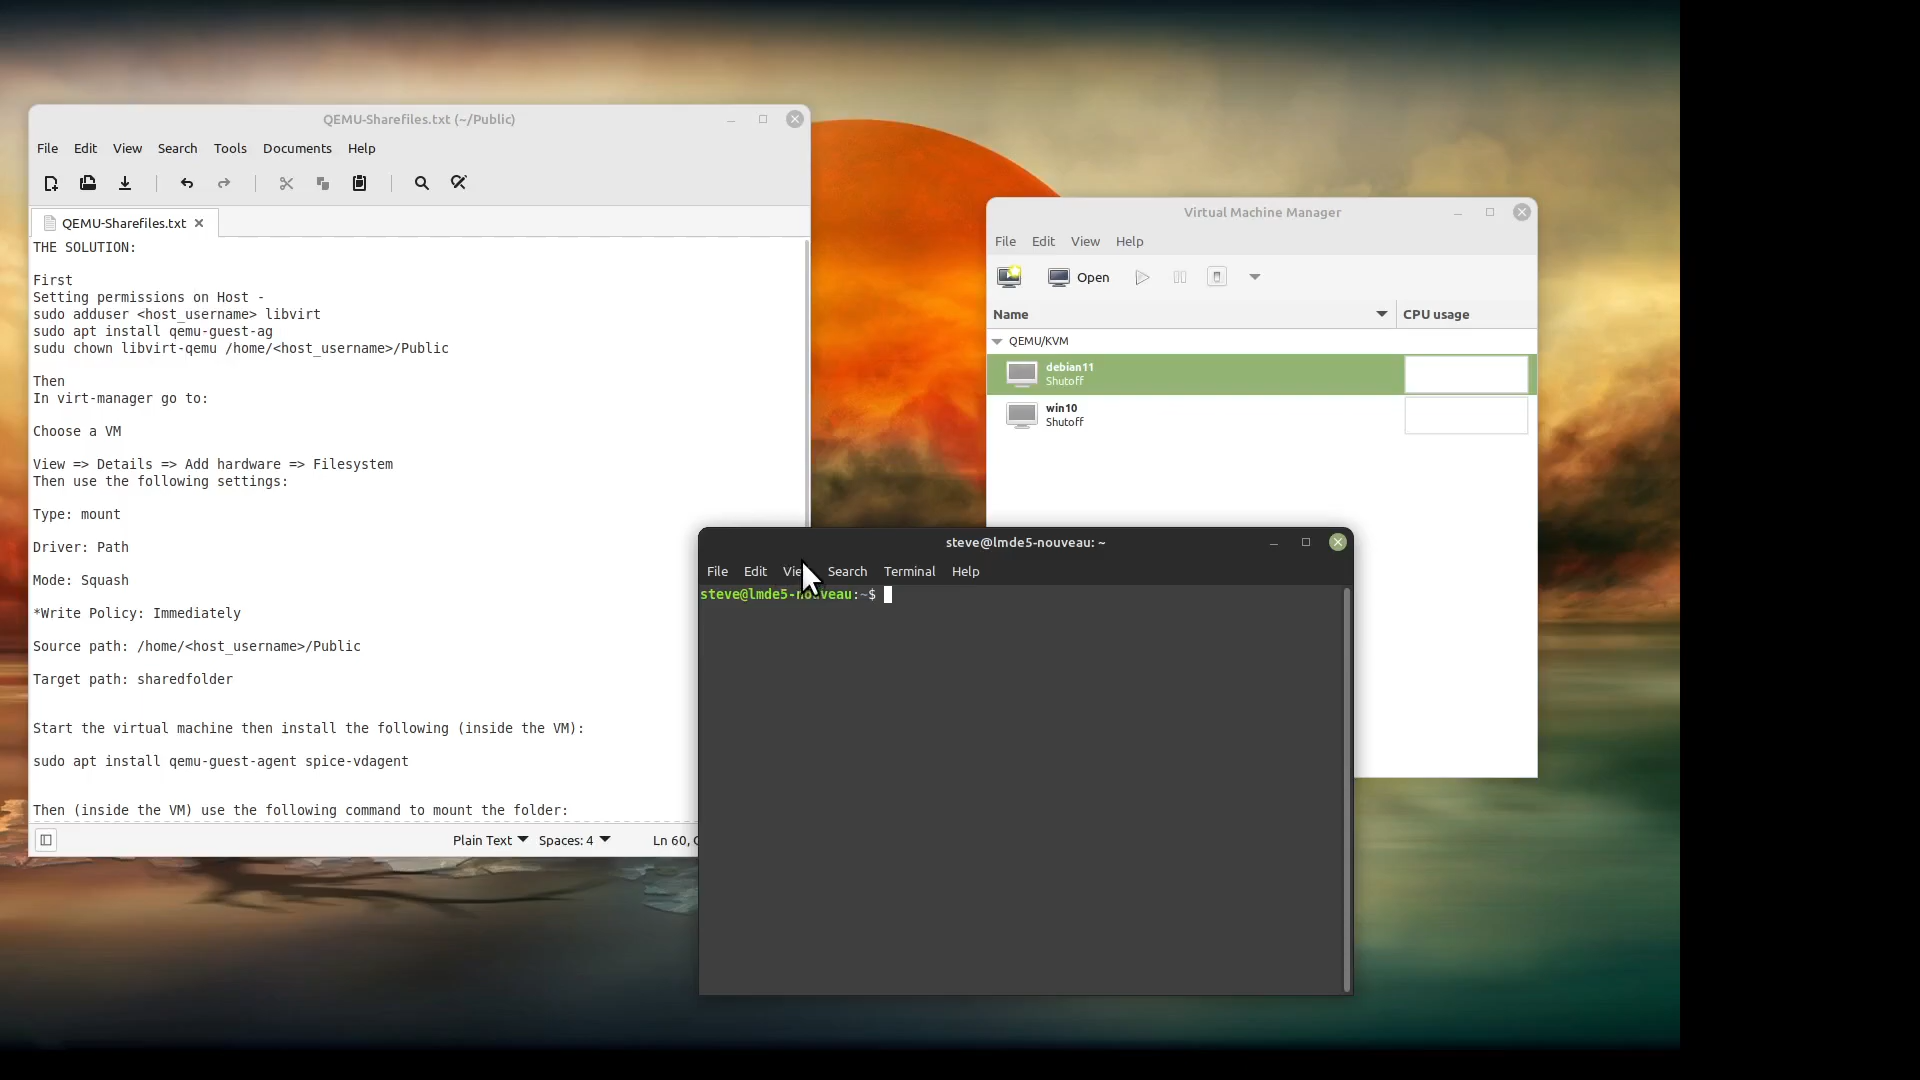 QEMU-Sharefiles.txt (~/Public)
File Edit View Search Tools Documents Help
QEMU-Sharefiles.txt
THE SOLUTION:
First
Setting permissions on Host -
sudo adduser <host_username> libvirt
sudo apt install qemu-guest-ag
sudu chown libvirt-qemu /home/<host_username>/Public
Then
In virt-manager go to:
Choose a VM
View => Details => Add hardware => Filesystem
Then use the following settings:
Type: mount
Driver: Path
Mode: Squash
*Write Policy: Immediately
Source path: /home/<host_username>/Public
Target path: sharedfolder
Start the virtual machine then install the following (inside the VM):
sudo apt install qemu-guest-agent spice-vdagent
Then (inside the VM) use the following command to mount the folder:
Plain Text Spaces: 4 Ln 60,
Virtual Machine Manager
File Edit View Help
Open
Name CPU usage
QEMU/KVM
debian11
Shutoff
win10
Shutoff
steve@lmde5-nouveau: ~
File Edit View Search Terminal Help
steve@lmde5-nouveau:~$